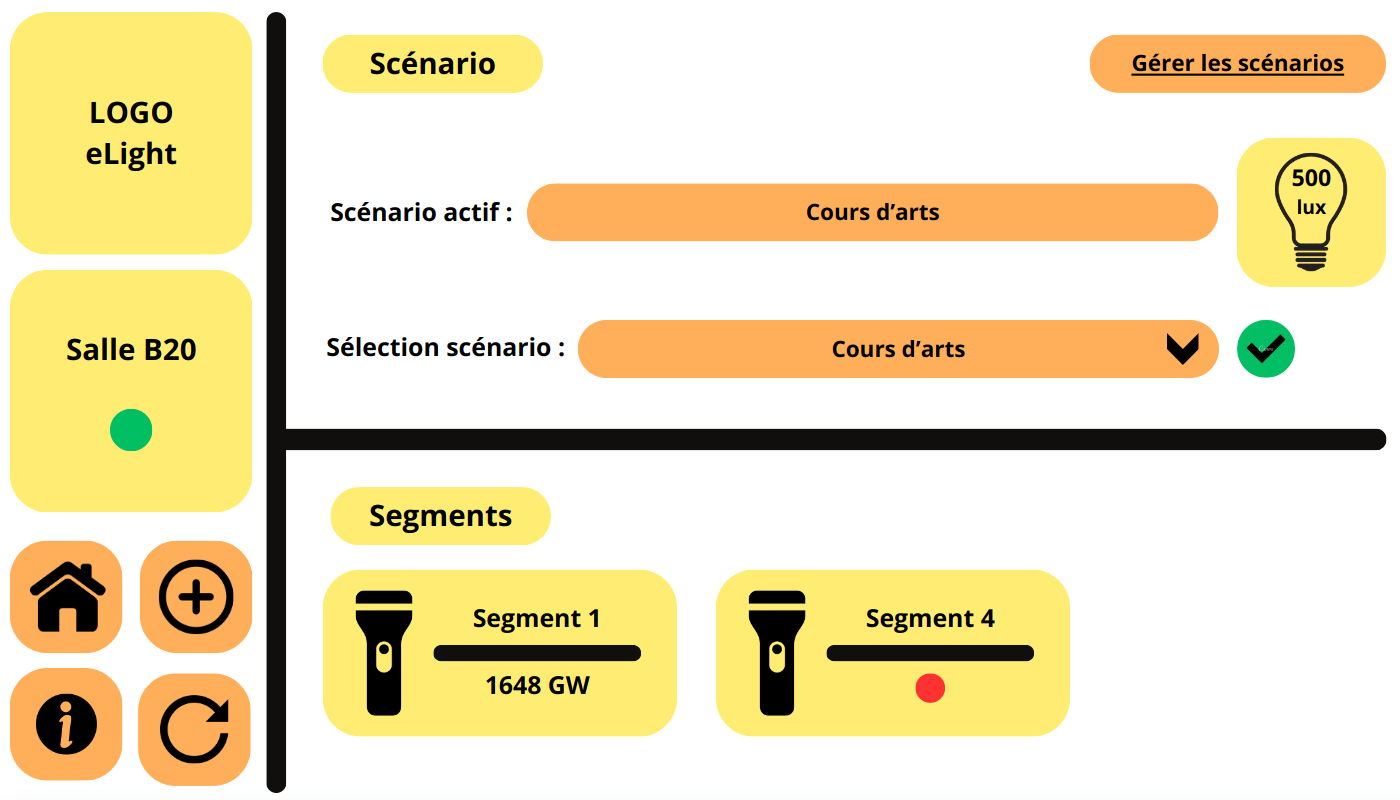 LOGO
eLight
Salle B20
Scénario
Gérer les scénarios
Scénario actif :
Cours d’arts
500
lux
Sélection scénario :
Cours d’arts
Segments
Segment 1
1648 GW
Segment 4